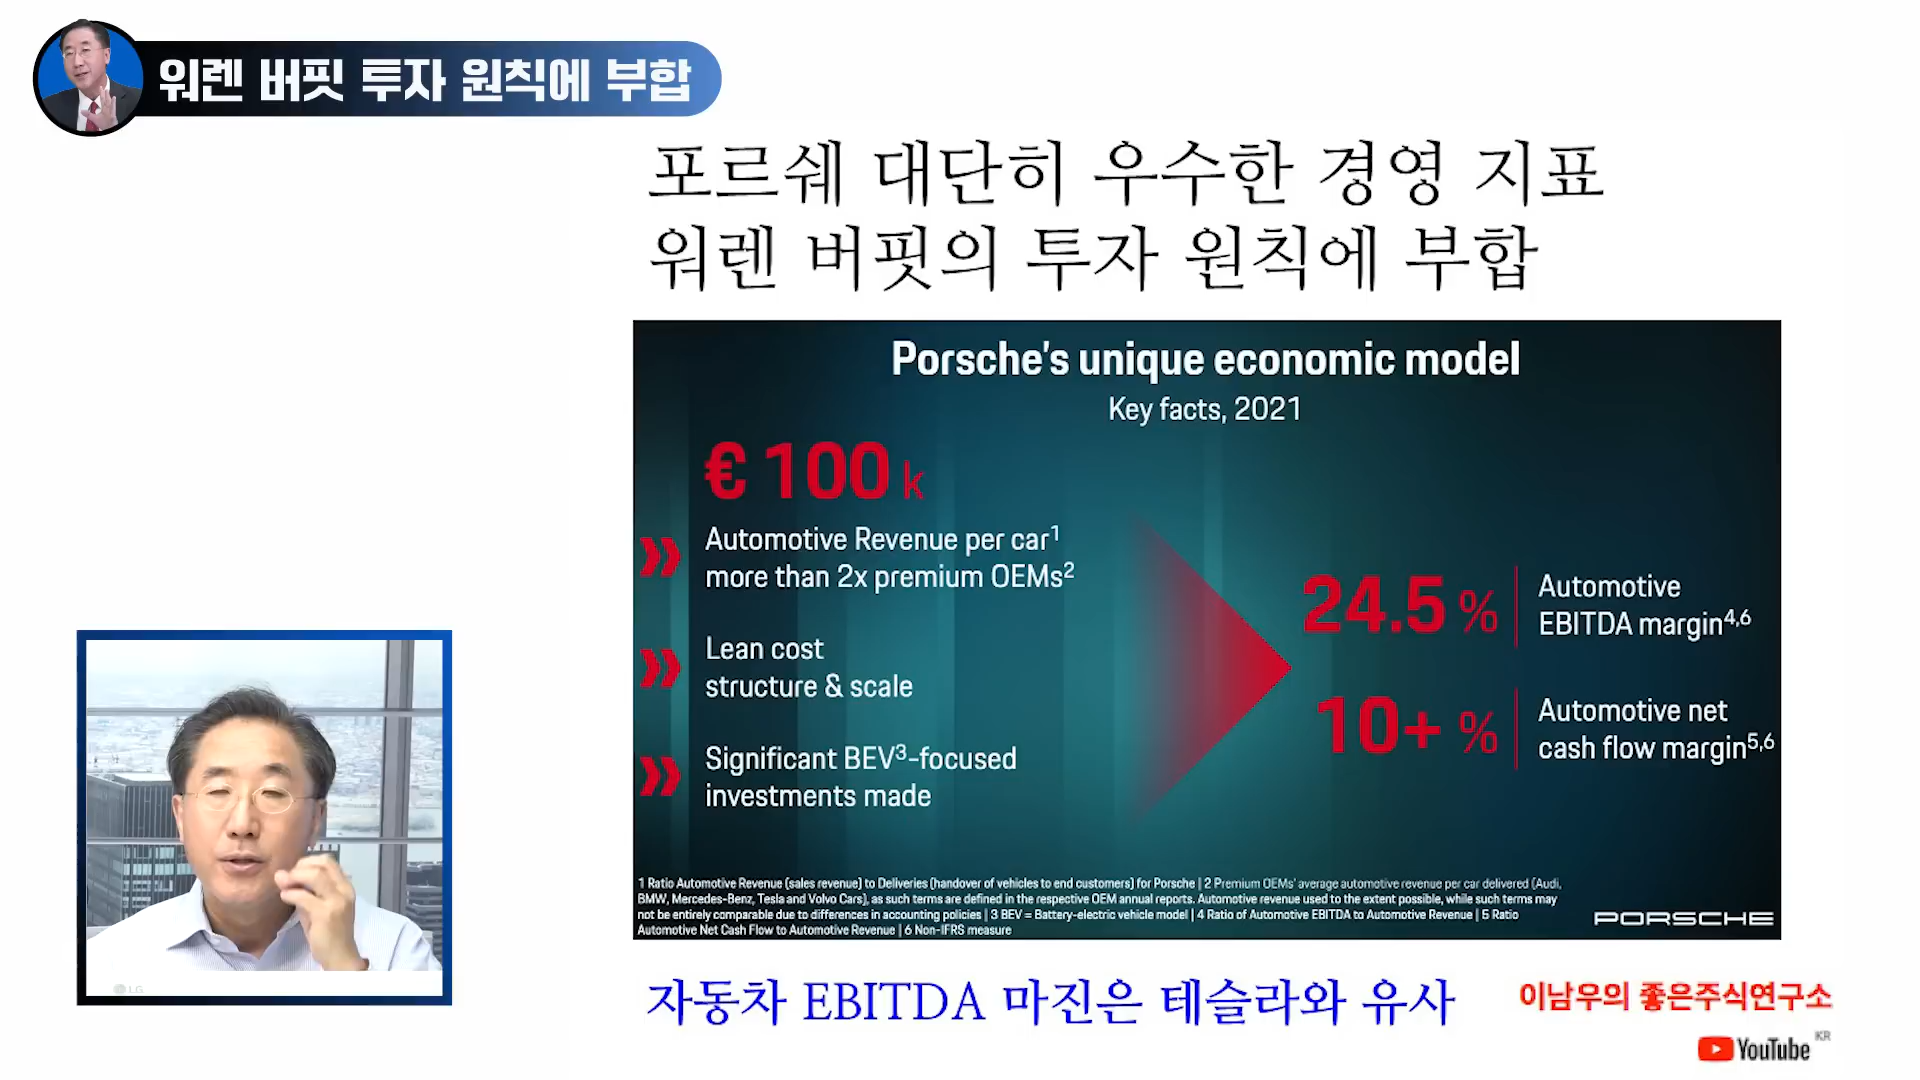 워렌 버핏 투자 원칙에 부합
포르쉐 대단히 우수한 경영 지표
워렌 버핏의 투자 원칙에 부합
Porsche's unique economic model
Key facts, 2021
€ 100 k
Automotive Revenue per car1
more than 2x premium OEMs2
Lean cost
structure & scale
Significant BEV3-focused
investments made
24.5 %
Automotive
EBITDA margin4,6
10+ %
Automotive net
cash flow margin5,6
1 Ratio Automotive Revenue (sales revenue) to Deliveries (handover of vehicles to end customers) for Porsche | 2 Premium OEMs' average automotive revenue per car delivered (Audi,
BMW, Mercedes-Benz, Tesla and Volvo Cars), as such terms are defined in the respective OEM annual reports. Automotive revenue used to the extent possible, while such terms may
not be entirely comparable due to differences in accounting policies | 3 BEV = Battery-electric vehicle model | 4 Ratio of Automotive EBITDA to Automotive Revenue | 5 Ratio
Automotive Net Cash Flow to Automotive Revenue | 6 Non-IFRS measure
PORSCHE
LG
자동차 EBITDA 마진은 테슬라와 유사
이남우의 좋은주식연구소
YouTube KR